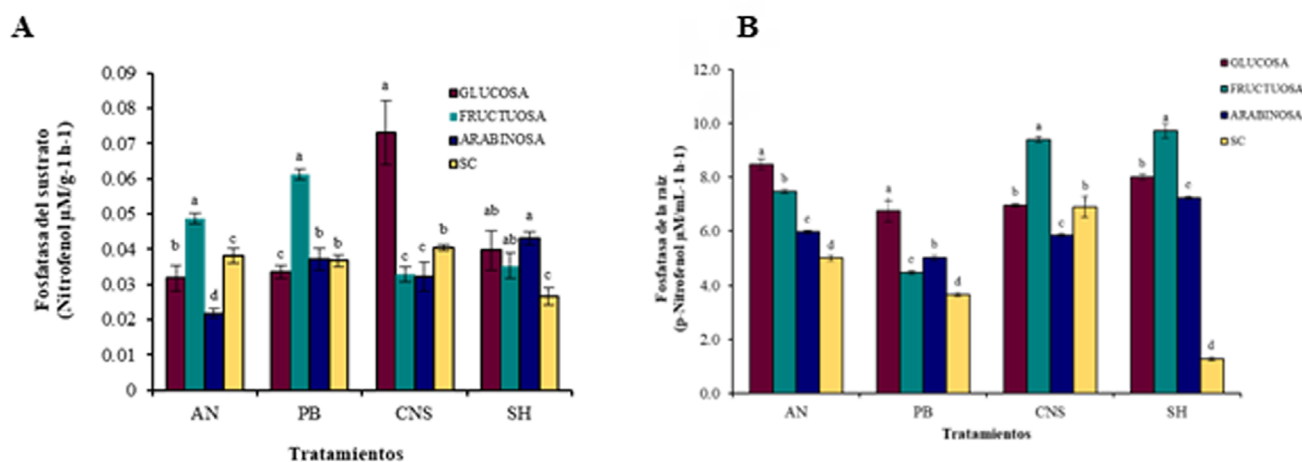 A
Fosfatasa del sustrato
(Nitrofenol µM/g-1 h-1)
0.09
0.08
0.07
0.06
0.05
0.04
0.03
0.02
0.01
0
GLUCOSA
FRUCTUOSA
ARABINOSA
SC
b a d c
c a b b
a c c b
ab ab a c
AN PB CNS SH
Tratamientos
B
Fosfatasa de la raiz
(p-Nitrofenol µM/mL-1 h-1)
12.0
10.0
8.0
6.0
4.0
2.0
0.0
GLUCOSA
FRUCTUOSA
ARABINOSA
SC
a b c d
a c b d
b a c b
b a c d
AN PB CNS SH
Tratamientos